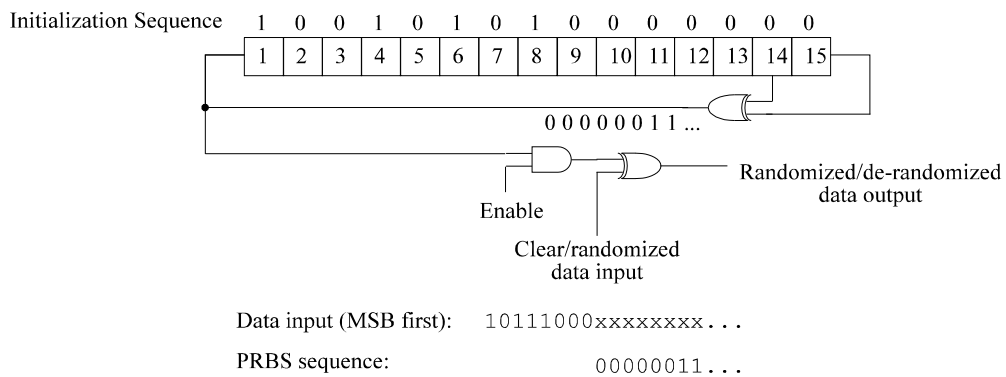 Initialization Sequence 1 0 0 1 0 1 0 1 0 0 0 0 0 0 0
1 2 3 4 5 6 7 8 9 10 11 12 13 14 15
0 0 0 0 0 0 1 1 ...
Enable
Randomized/de-randomized
data output
Clear/randomized
data input
Data input (MSB first): 10111000xxxxxxxx...
PRBS sequence: 00000011...